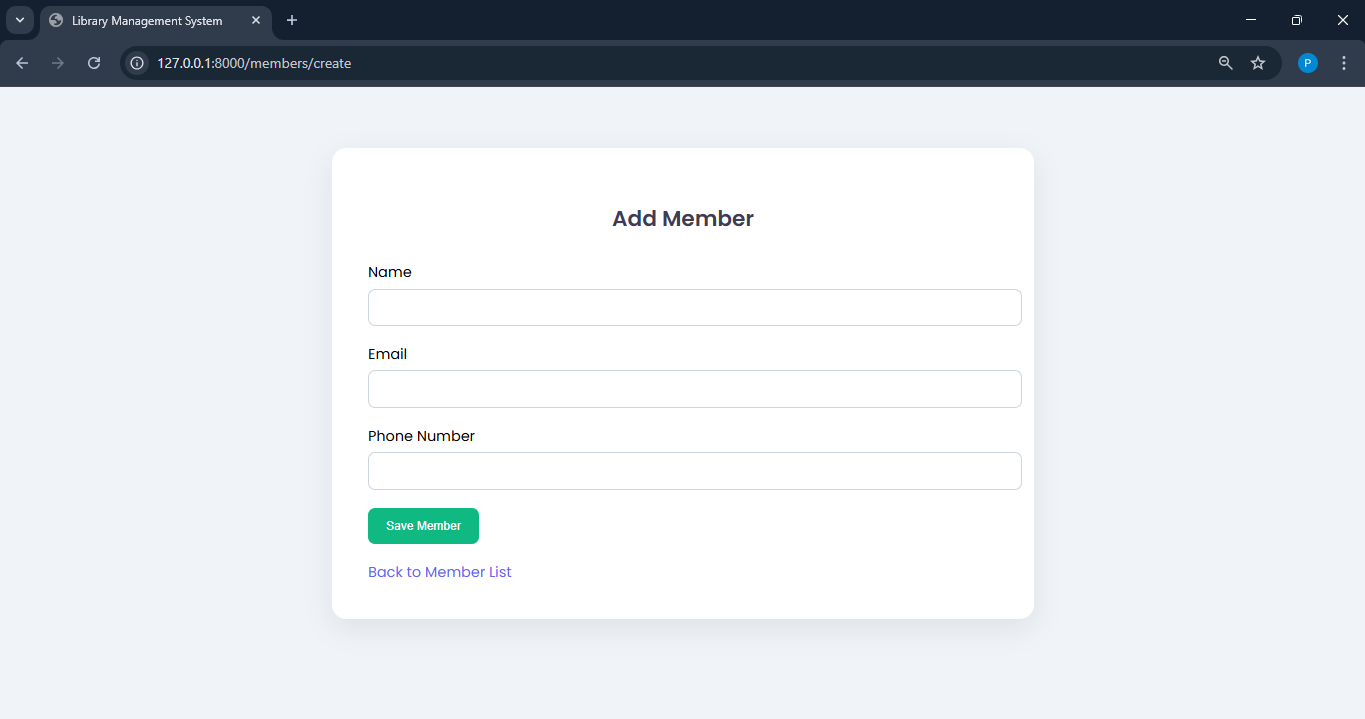 Library Management System
127.0.0.1:8000/members/create
P
Add Member
Name
Email
Phone Number
Save Member
Back to Member List